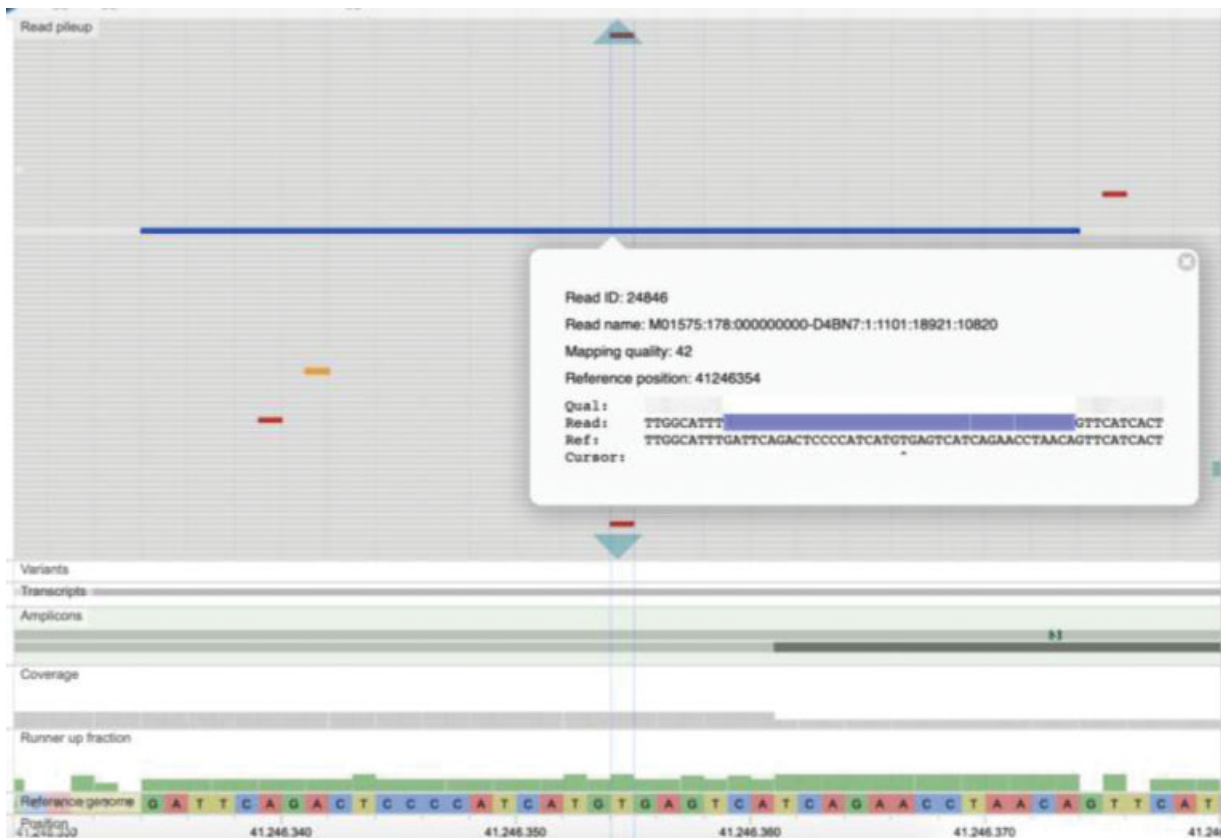 Read pileup
Read ID: 24846
Read name: M01575:178:000000000-D4BN7:1:1101:18921:10820
Mapping quality: 42
Reference position: 41246354
Qual:
Read: TTGGCATTT GTTCATCACT
Ref: TTGGCATTTGATTCAGACTCCCCATCATGTGAGTCATCAGAACCTAACAGTTCATCACT
Cursor: ^
Variants
Transcripts
Amplicons
Coverage
Runner up fraction
Reference genome G A T T C A G A C T C C C C A T C A T G T G A G T C A T C A G A A C C T A A C A G T T C A T
Position
41.246.340 41.246.350 41.246.360 41.246.370